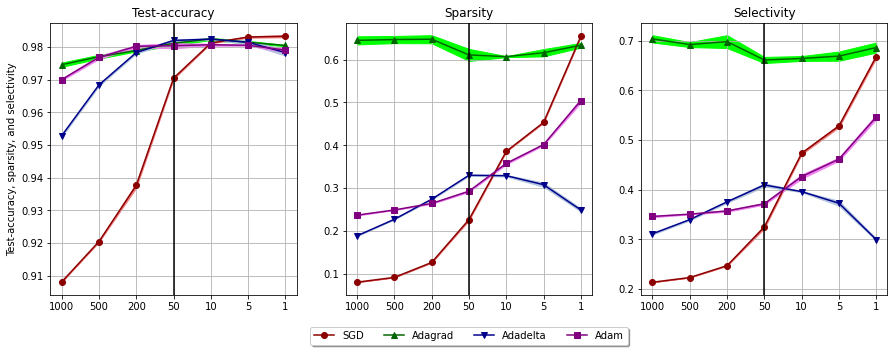 Test-accuracy
Sparsity
Selectivity
Test-accuracy, sparsity, and selectivity
0.98
0.97
0.96
0.95
0.94
0.93
0.92
0.91
1000 500 200 50 10 5 1
0.6
0.5
0.4
0.3
0.2
0.1
1000 500 200 50 10 5 1
0.7
0.6
0.5
0.4
0.3
0.2
1000 500 200 50 10 5 1
SGD Adagrad Adadelta Adam